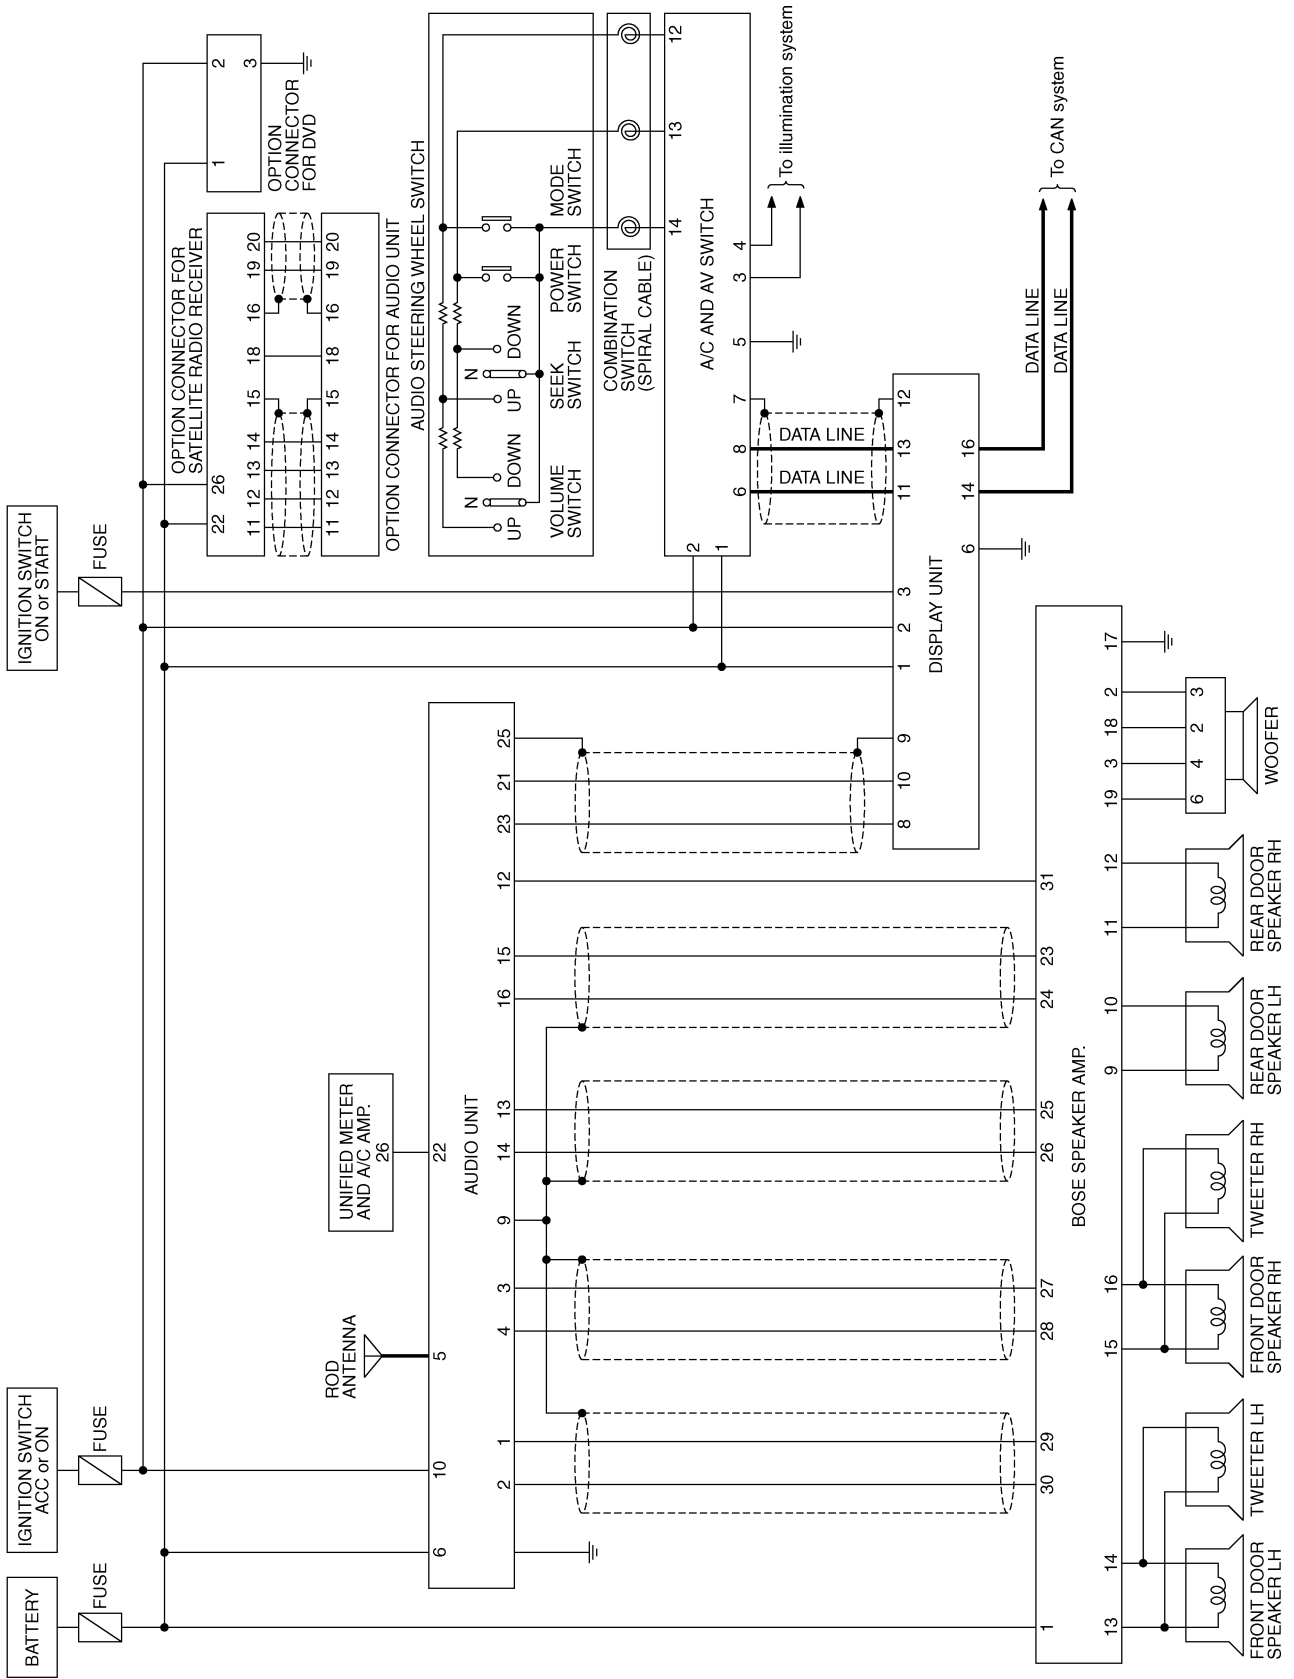 BATTERY
IGNITION SWITCH
ACC or ON
IGNITION SWITCH
ON or START
FUSE
FUSE
FUSE
OPTION CONNECTOR FOR
SATELLITE RADIO RECEIVER
22
26
11
12
13
14
15
18
16
19
20
11
12
13
14
15
18
16
19
20
OPTION CONNECTOR FOR AUDIO UNIT
1
2
3
OPTION
CONNECTOR
FOR DVD
ROD
ANTENNA
UNIFIED METER
AND A/C AMP.
26
AUDIO STEERING WHEEL SWITCH
6
10
5
22
AUDIO UNIT
2
1
4
3
9
14
13
16
15
12
23
21
25
UP
N
DOWN
VOLUME
SWITCH
UP
N
DOWN
SEEK
SWITCH
POWER
SWITCH
MODE
SWITCH
COMBINATION
SWITCH
(SPIRAL CABLE)
14
13
12
2
1
A/C AND AV SWITCH
6
8
7
5
3
4
To illumination system
DATA LINE
DATA LINE
8
10
9
1
2
3
11
13
12
DISPLAY UNIT
6
14
16
DATA LINE
DATA LINE
To CAN system
1
30
29
28
27
26
25
24
23
31
BOSE SPEAKER AMP.
13
14
15
16
9
10
11
12
19
3
18
2
17
6
4
2
3
FRONT DOOR
SPEAKER LH
TWEETER LH
FRONT DOOR
SPEAKER RH
TWEETER RH
REAR DOOR
SPEAKER LH
REAR DOOR
SPEAKER RH
WOOFER